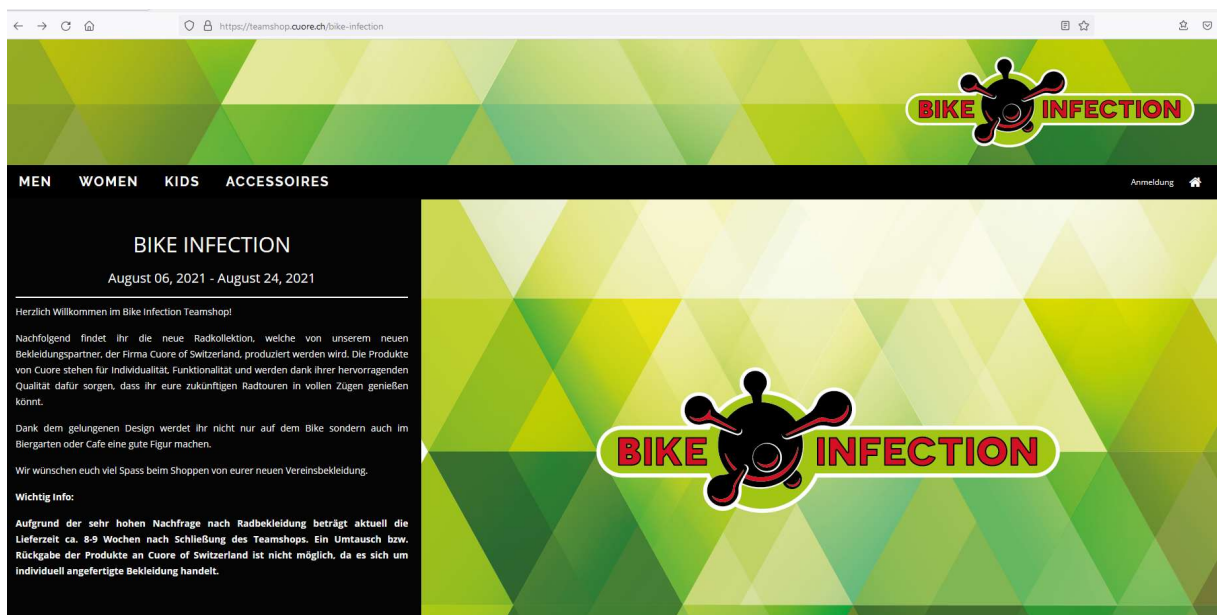 https://teamshop.cuore.ch/bike-infection
BIKE INFECTION
MEN WOMEN KIDS ACCESSOIRES
Anmeldung
BIKE INFECTION
August 06, 2021 - August 24, 2021
Herzlich Willkommen im Bike Infection Teamshop!
Nachfolgend findet ihr die neue Radkollektion, welche von unserem neuen
Bekleidungspartner, der Firma Cuore of Switzerland, produziert werden wird. Die Produkte
von Cuore stehen für Individualität, Funktionalität und werden dank ihrer hervorragenden
Qualität dafür sorgen, dass ihr eure zukünftigen Radtouren in vollen Zügen genießen
könnt.
Dank dem gelungenen Design werdet ihr nicht nur auf dem Bike sondern auch im
Biergarten oder Cafe eine gute Figur machen.
Wir wünschen euch viel Spass beim Shoppen von eurer neuen Vereinsbekleidung.
Wichtig Info:
Aufgrund der sehr hohen Nachfrage nach Radbekleidung beträgt aktuell die
Lieferzeit ca. 8-9 Wochen nach Schließung des Teamshops. Ein Umtausch bzw.
Rückgabe der Produkte an Cuore of Switzerland ist nicht möglich, da es sich um
individuell angefertigte Bekleidung handelt.
BIKE INFECTION